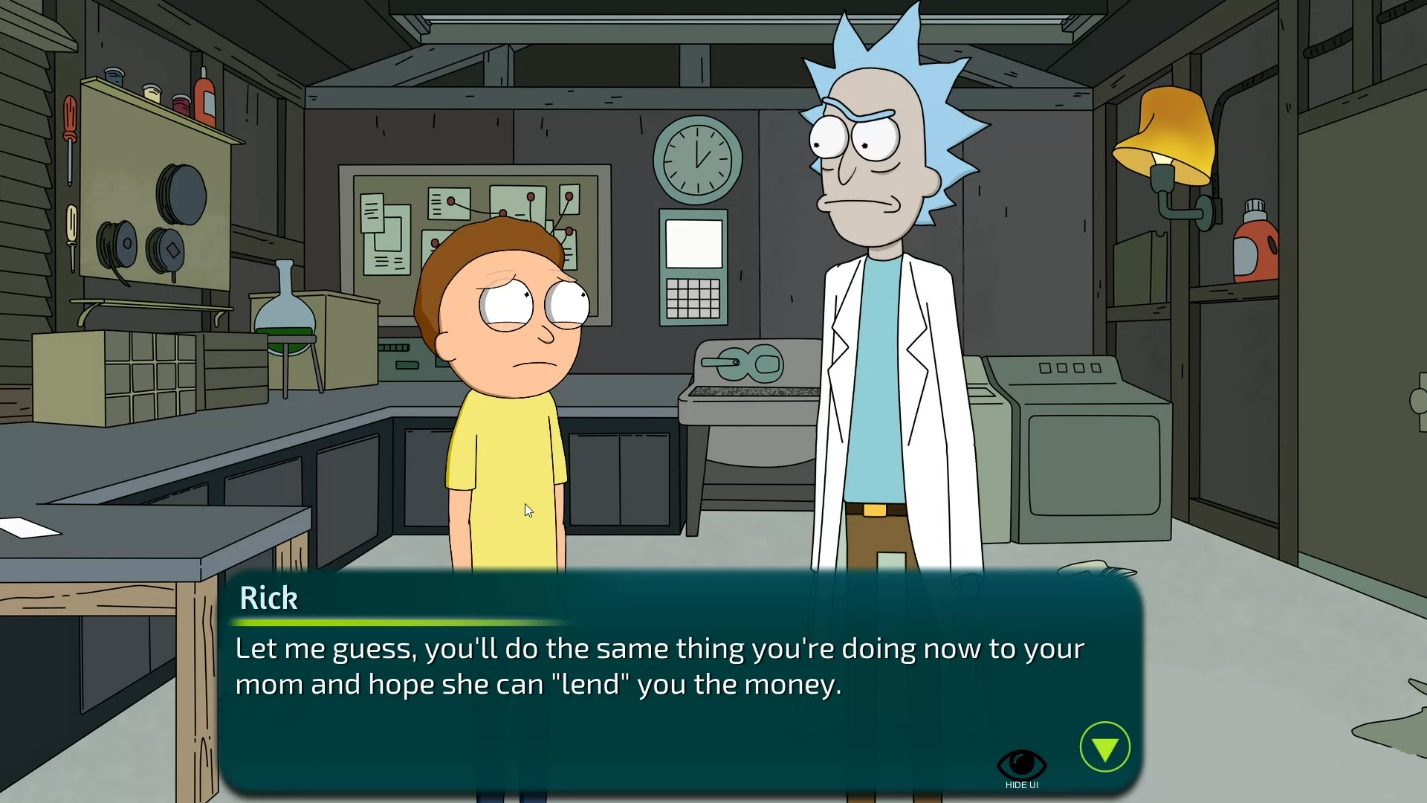 Rick
Let me guess, you'll do the same thing you're doing now to your
mom and hope she can "lend" you the money.
HIDE UI